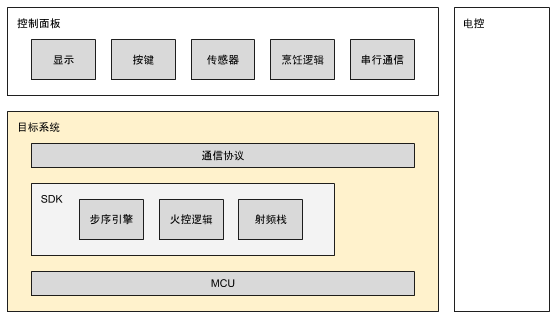 控制面板
电控
显示
按键
传感器
烹饪逻辑
串行通信
目标系统
通信协议
SDK
步序引擎
火控逻辑
射频栈
MCU